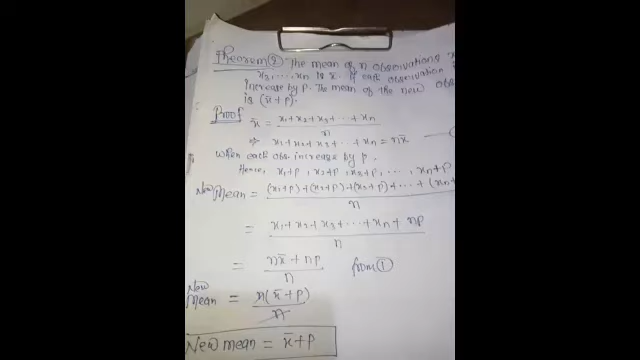 Theorem ②: The mean of n observations
x2, ...., xn is x̄. If each observation
increase by p. The mean of the new obse
is (x̄+p).
Proof x̄ = (x1+x2+x3+...+xn)/n
⇒ x1+x2+x3+...+xn = nx̄
when each obs. increase by p.
Hence, x1+p, x2+p, x3+p, ..., xn+p
New Mean = ((x1+p)+(x2+p)+(x3+p)+...+(xn+)/n
= (x1+x2+x3+...+xn+np)/n
= (nx̄+np)/n from ①
New Mean = n(x̄+p)/n
New mean = x̄+p